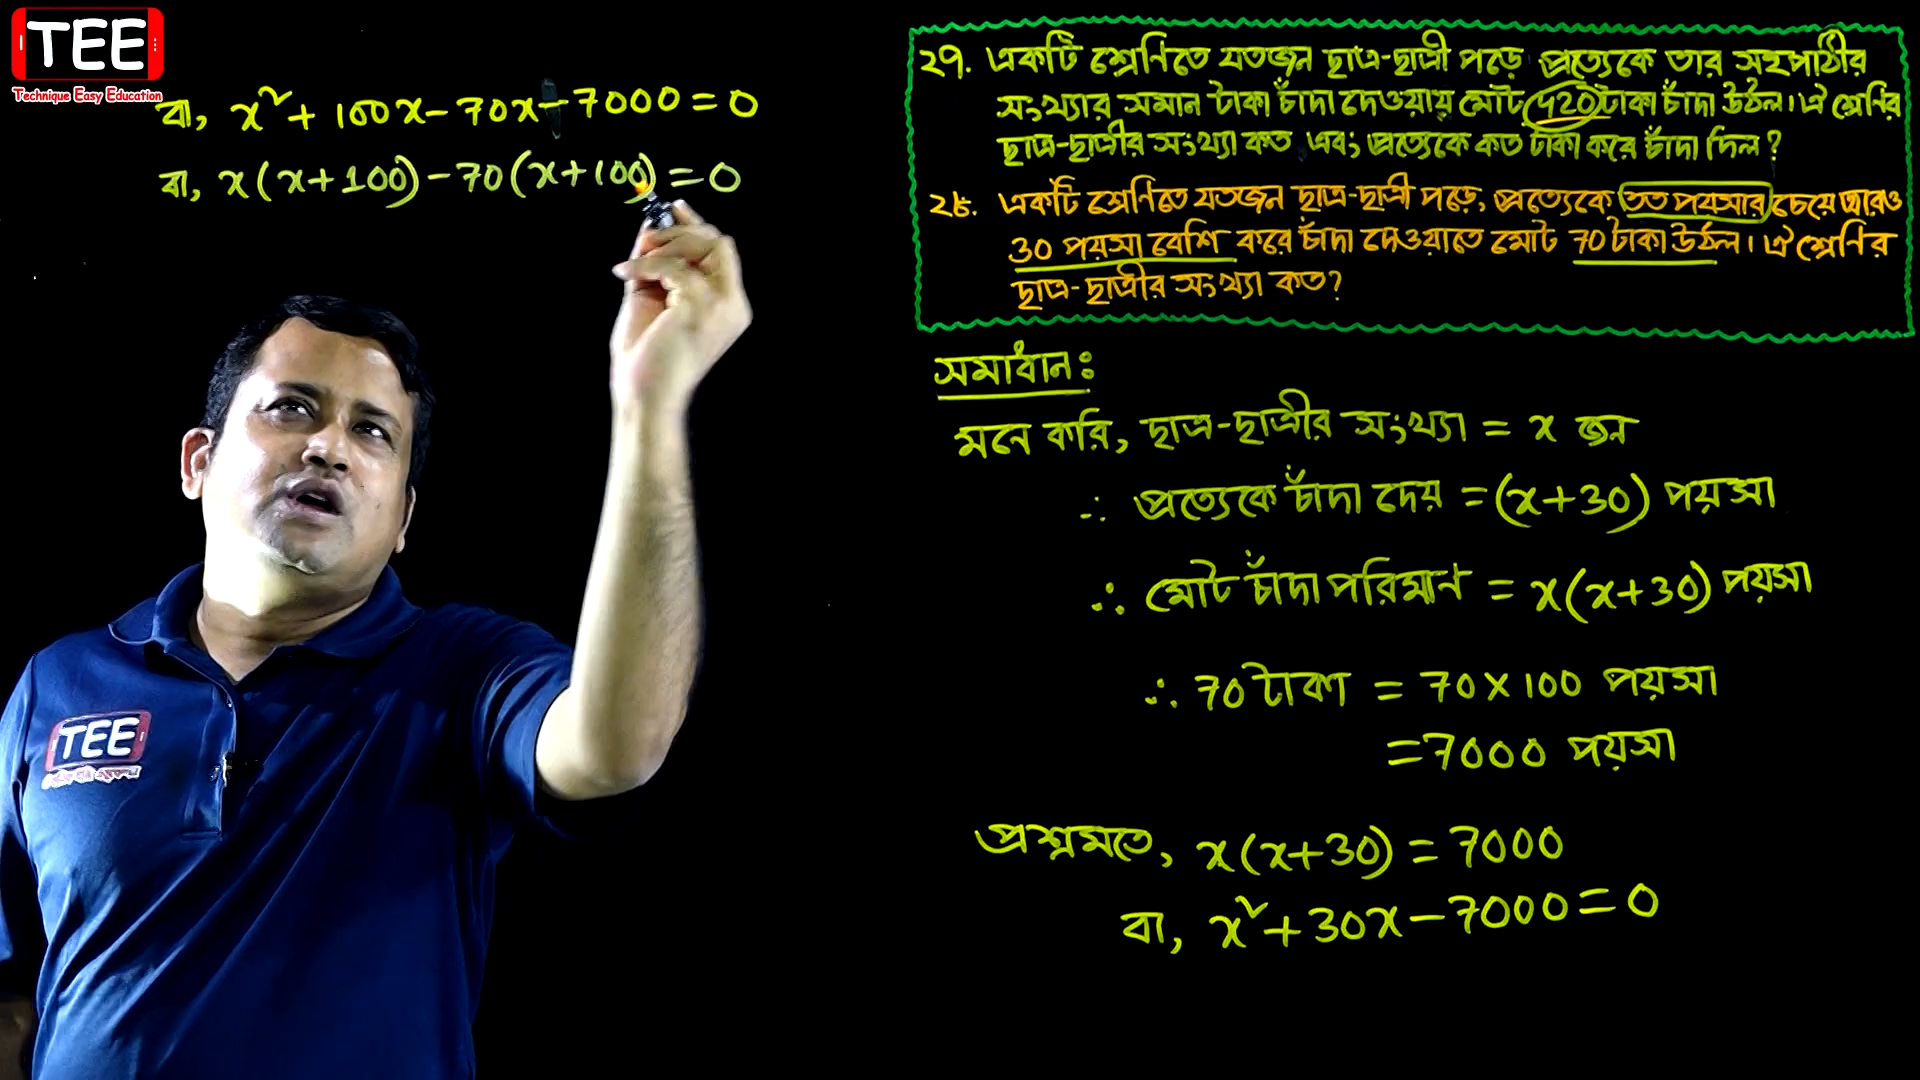 TEE
Technique Easy Education
বা, x² + 100x - 70x - 7000 = 0
বা, x(x+100) - 70(x+100) = 0
২৭. একটি শ্রেণিতে যতজন ছাত্র-ছাত্রী পড়ে প্রত্যেকে তার সহপাঠীর
সংখ্যার সমান টাকা চাঁদা দেওয়ায় মোট 420 টাকা চাঁদা উঠল। ঐ শ্রেণির
ছাত্র-ছাত্রীর সংখ্যা কত এবং প্রত্যেকে কত টাকা করে চাঁদা দিল?
২৮. একটি শ্রেণিতে যতজন ছাত্র-ছাত্রী পড়ে, প্রত্যেকে তত পয়সার চেয়ে আরও
30 পয়সা বেশি করে চাঁদা দেওয়াতে মোট 70 টাকা উঠল। ঐ শ্রেণির
ছাত্র-ছাত্রীর সংখ্যা কত?
সমাধান:
মনে করি, ছাত্র-ছাত্রীর সংখ্যা = x জন
∴ প্রত্যেকে চাঁদা দেয় = (x+30) পয়সা
∴ মোট চাঁদা পরিমান = x(x+30) পয়সা
∴ 70 টাকা = 70 × 100 পয়সা
= 7000 পয়সা
প্রশ্নমতে, x(x+30) = 7000
বা, x² + 30x - 7000 = 0
TEE